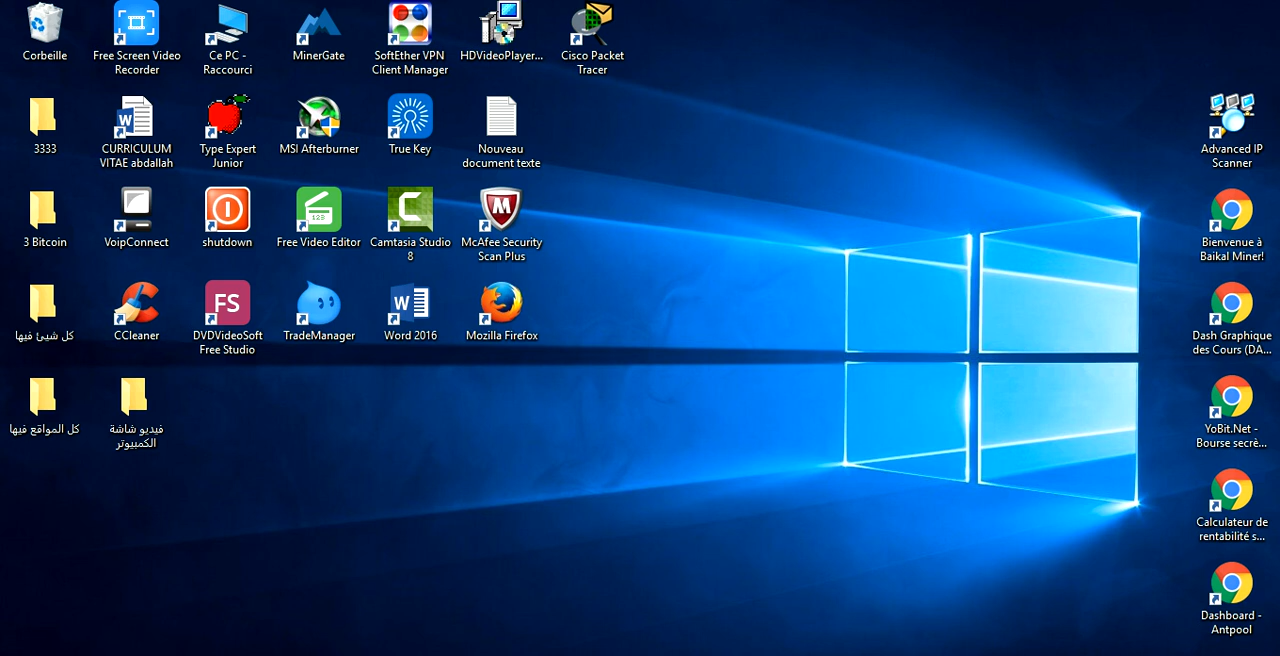 Corbeille
Free Screen Video
Recorder
Ce PC -
Raccourci
MinerGate
SoftEther VPN
Client Manager
HDVideoPlayer...
Cisco Packet
Tracer
3333
CURRICULUM
VITAE abdallah
Type Expert
Junior
MSI Afterburner
True Key
Nouveau
document texte
Advanced IP
Scanner
3 Bitcoin
VoipConnect
shutdown
123
Free Video Editor
Camtasia Studio
8
McAfee Security
Scan Plus
Bienvenue à
Baikal Miner!
كل شيئ فيها
CCleaner
FS
DVDVideoSoft
Free Studio
TradeManager
Word 2016
Mozilla Firefox
Dash Graphique
des Cours (DA...
كل المواقع فيها
فيديو شاشة
الكمبيوتر
YoBit.Net -
Bourse secrè...
Calculateur de
rentabilité s...
Dashboard -
Antpool